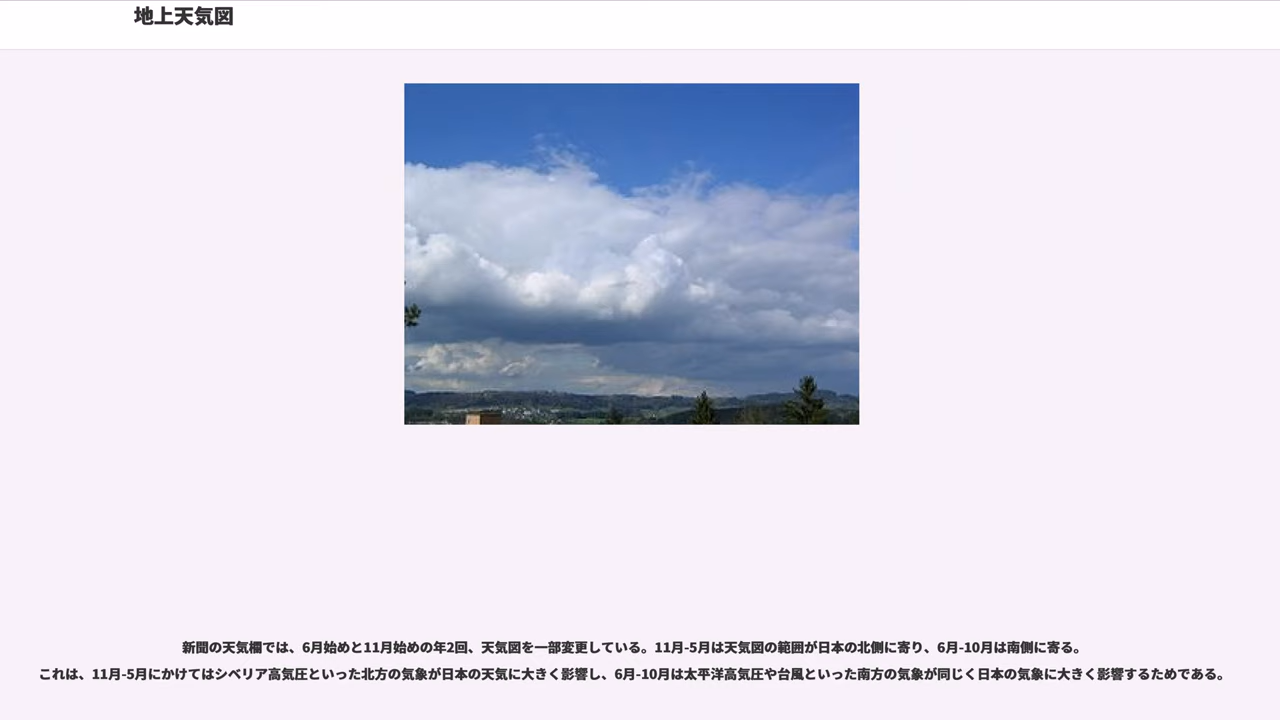 地上天気図
新聞の天気欄では、6月始めと11月始めの年2回、天気図を一部変更している。11月-5月は天気図の範囲が日本の北側に寄り、6月-10月は南側に寄る。
これは、11月-5月にかけてはシベリア高気圧といった北方の気象が日本の天気に大きく影響し、6月-10月は太平洋高気圧や台風といった南方の気象が同じく日本の気象に大きく影響するためである。